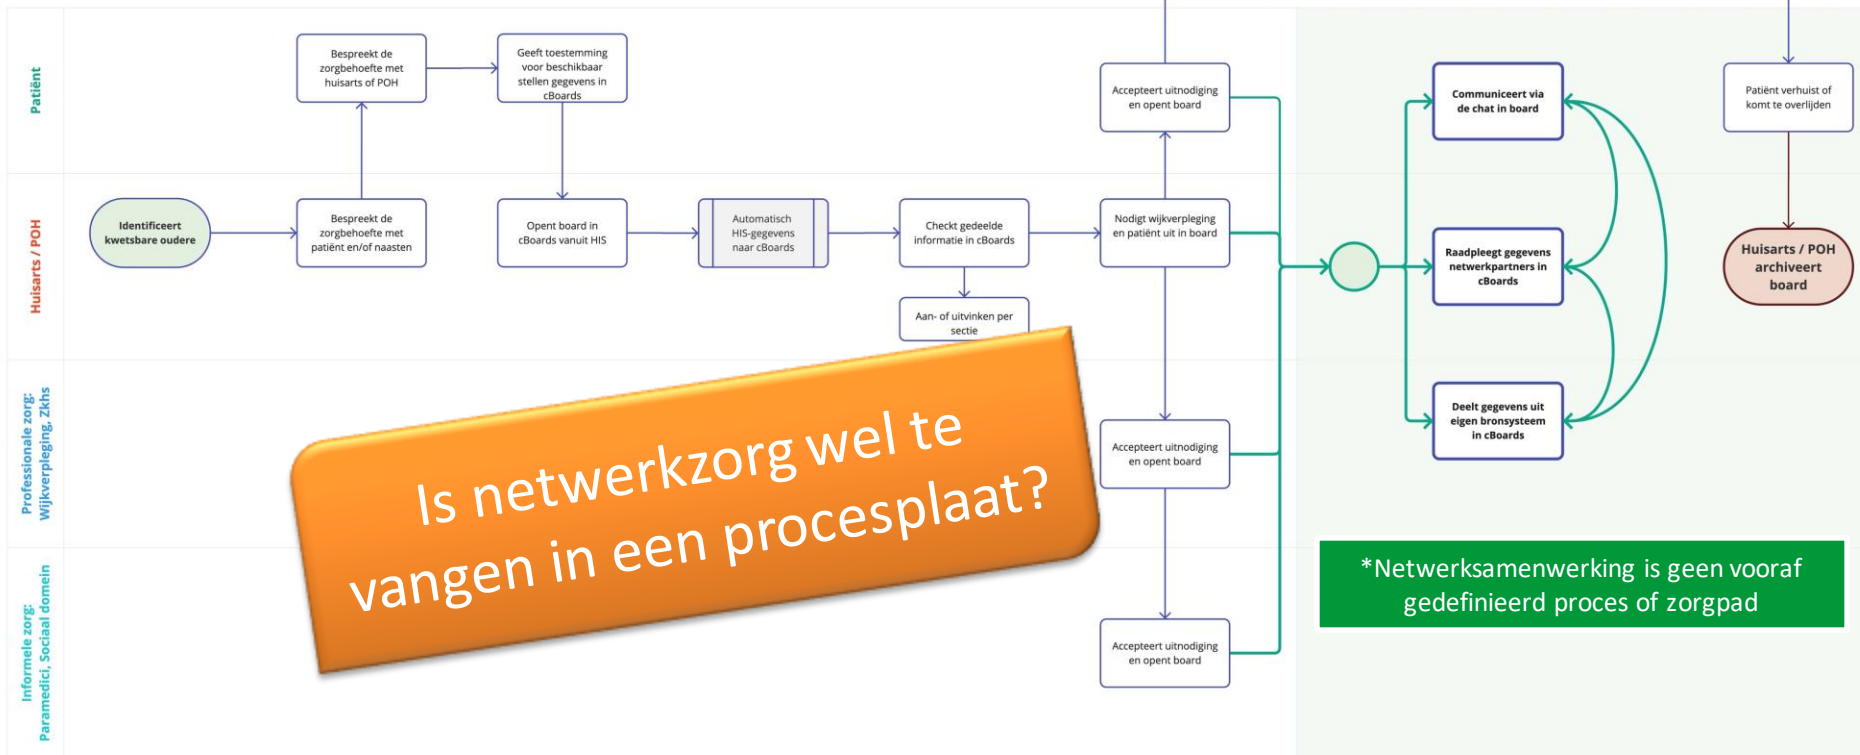 Patiënt
Bespreekt de
zorgbehoefte met
huisarts of POH
Geeft toestemming
voor beschikbaar
stellen gegevens in
cBoards
Accepteert uitnodiging
en opent board
Communiceert via
de chat in board
Patiënt verhuist of
komt te overlijden
Huisarts / POH
Identificeert
kwetsbare oudere
Bespreekt de
zorgbehoefte met
patiënt en/of naasten
Opent board in
cBoards vanuit HIS
Automatisch
HIS-gegevens
naar cBoards
Checkt gedeelde
informatie in cBoards
Nodigt wijkverpleging
en patiënt uit in board
Raadpleegt gegevens
netwerkpartners in
cBoards
Huisarts / POH
archiveert
board
Aan- of uitvinken per
sectie
Professionale zorg:
Wijkverpleging, Zkhs
Accepteert uitnodiging
en opent board
Deelt gegevens uit
eigen bronsysteem
in cBoards
Is netwerkzorg wel te
vangen in een procesplaat?
*Netwerksamenwerking is geen vooraf
gedefinieerd proces of zorgpad
Informele zorg:
Paramedici, Sociaal domein
Accepteert uitnodiging
en opent board